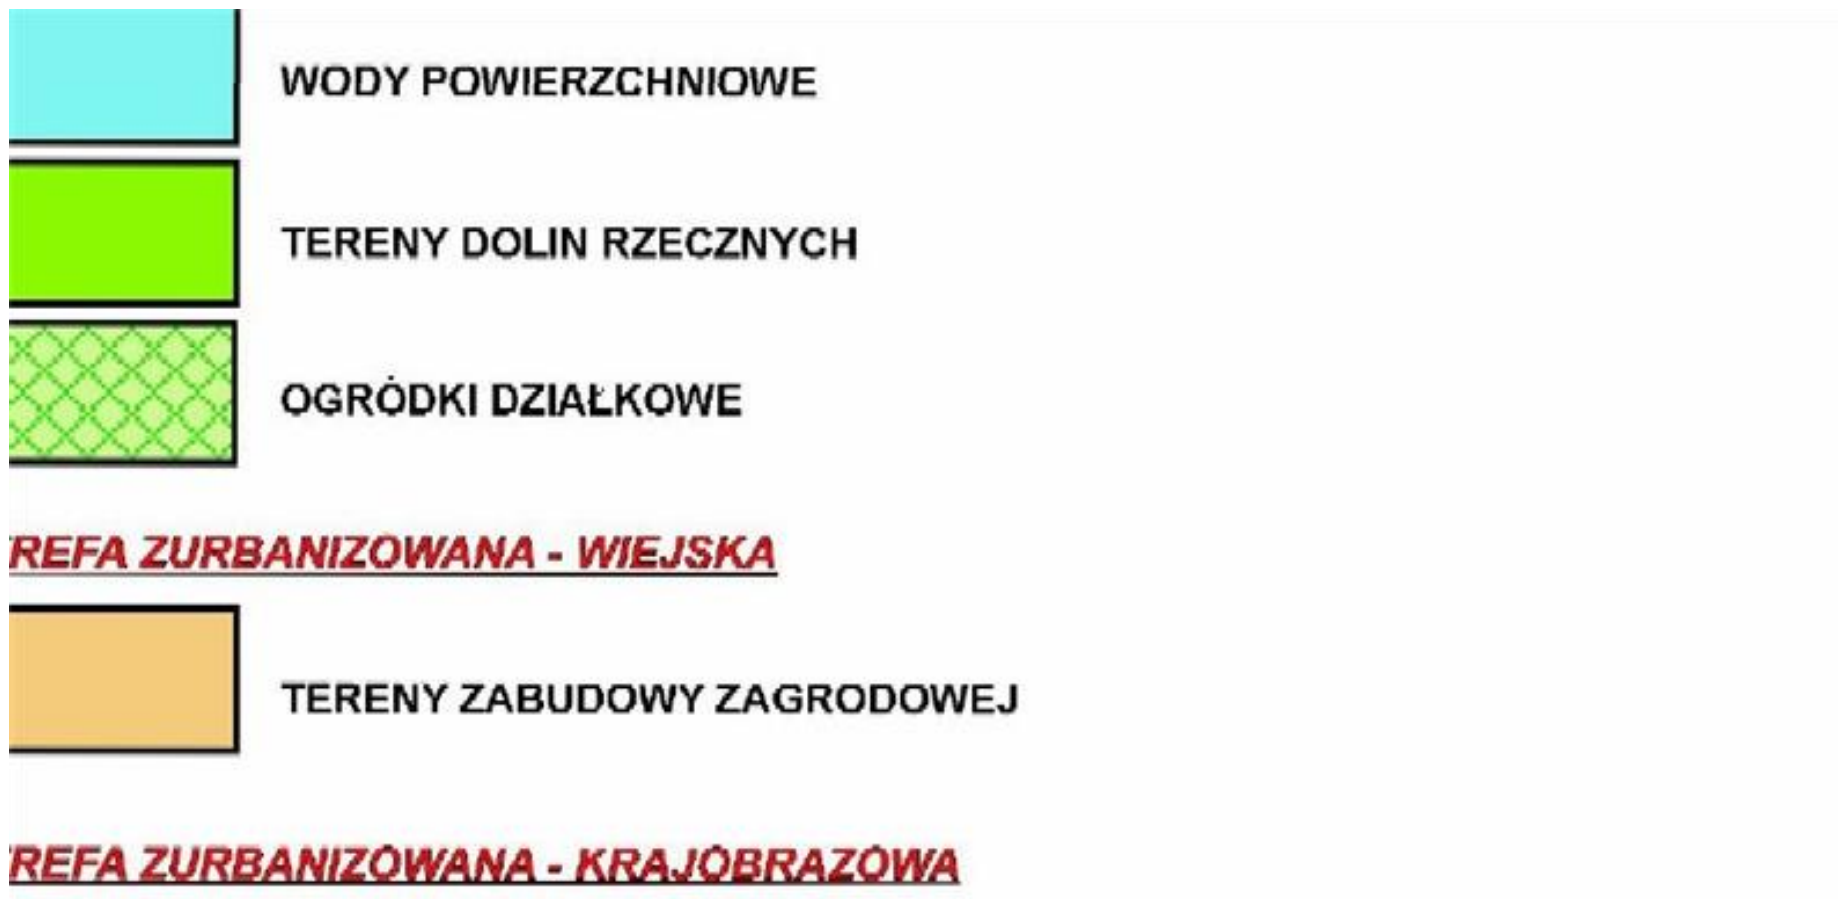 WODY POWIERZCHNIOWE
TERENY DOLIN RZECZNYCH
OGRÓDKI DZIAŁKOWE
REFA ZURBANIZOWANA - WIEJSKA
TERENY ZABUDOWY ZAGRODOWEJ
REFA ZURBANIZOWANA - KRAJOBRAZOWA